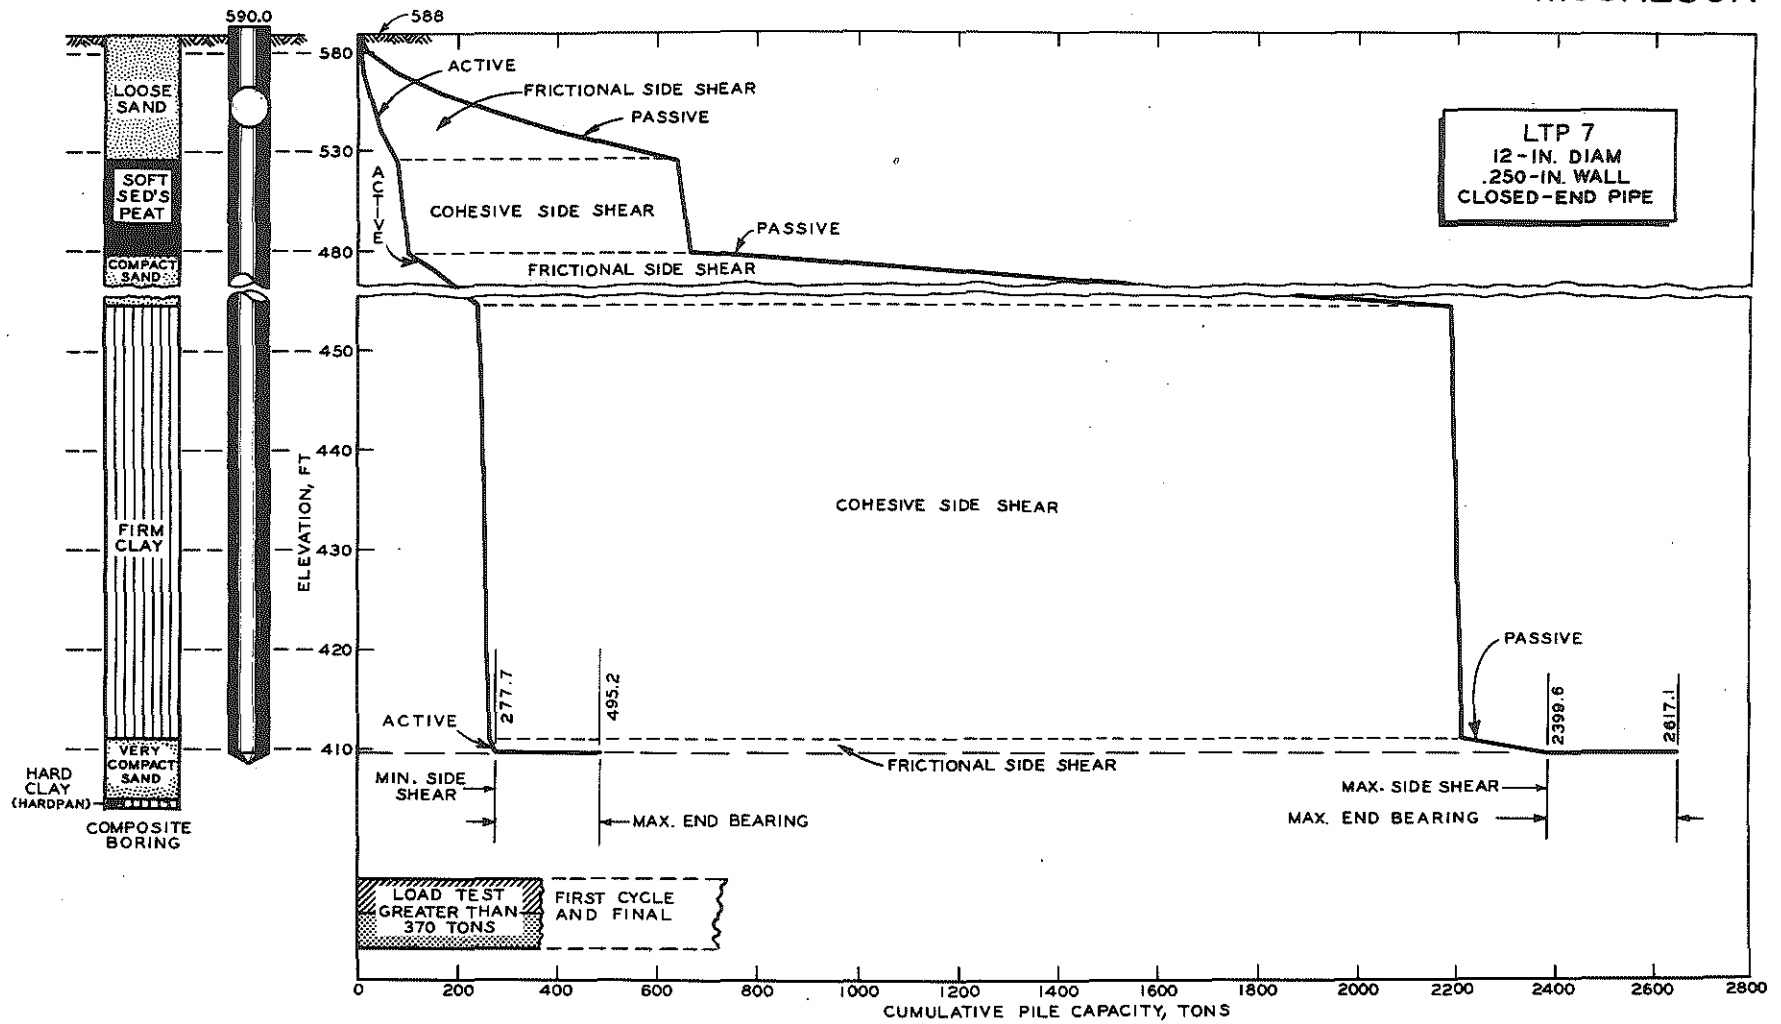 590.0
588
LOOSE
SAND
SOFT
SED'S
PEAT
COMPACT
SAND
FIRM
CLAY
VERY
COMPACT
SAND
HARD
CLAY
(HARDPAN)
COMPOSITE
BORING
ELEVATION, FT
580
530
480
450
440
430
420
410
ACTIVE
FRICTIONAL SIDE SHEAR
PASSIVE
ACTIVE
COHESIVE SIDE SHEAR
PASSIVE
FRICTIONAL SIDE SHEAR
LTP 7
12-IN. DIAM
.250-IN. WALL
CLOSED-END PIPE
COHESIVE SIDE SHEAR
277.7
495.2
ACTIVE
PASSIVE
2399.6
2617.1
FRICTIONAL SIDE SHEAR
MIN. SIDE
SHEAR
MAX. END BEARING
MAX. SIDE SHEAR
MAX. END BEARING
LOAD TEST
GREATER THAN
370 TONS
FIRST CYCLE
AND FINAL
0 200 400 600 800 1000 1200 1400 1600 1800 2000 2200 2400 2600 2800
CUMULATIVE PILE CAPACITY, TONS